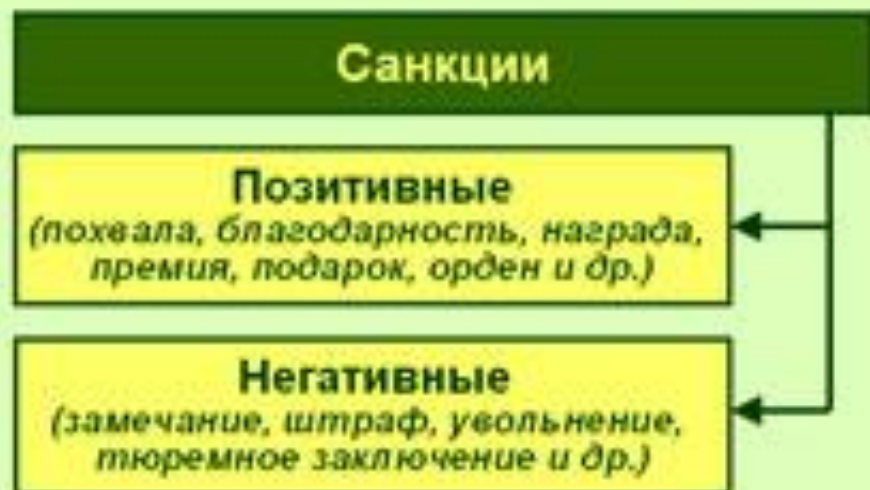 Санкции
Позитивные
(похвала, благодарность, награда,
премия, подарок, орден и др.)
Негативные
(замечание, штраф, увольнение,
тюремное заключение и др.)